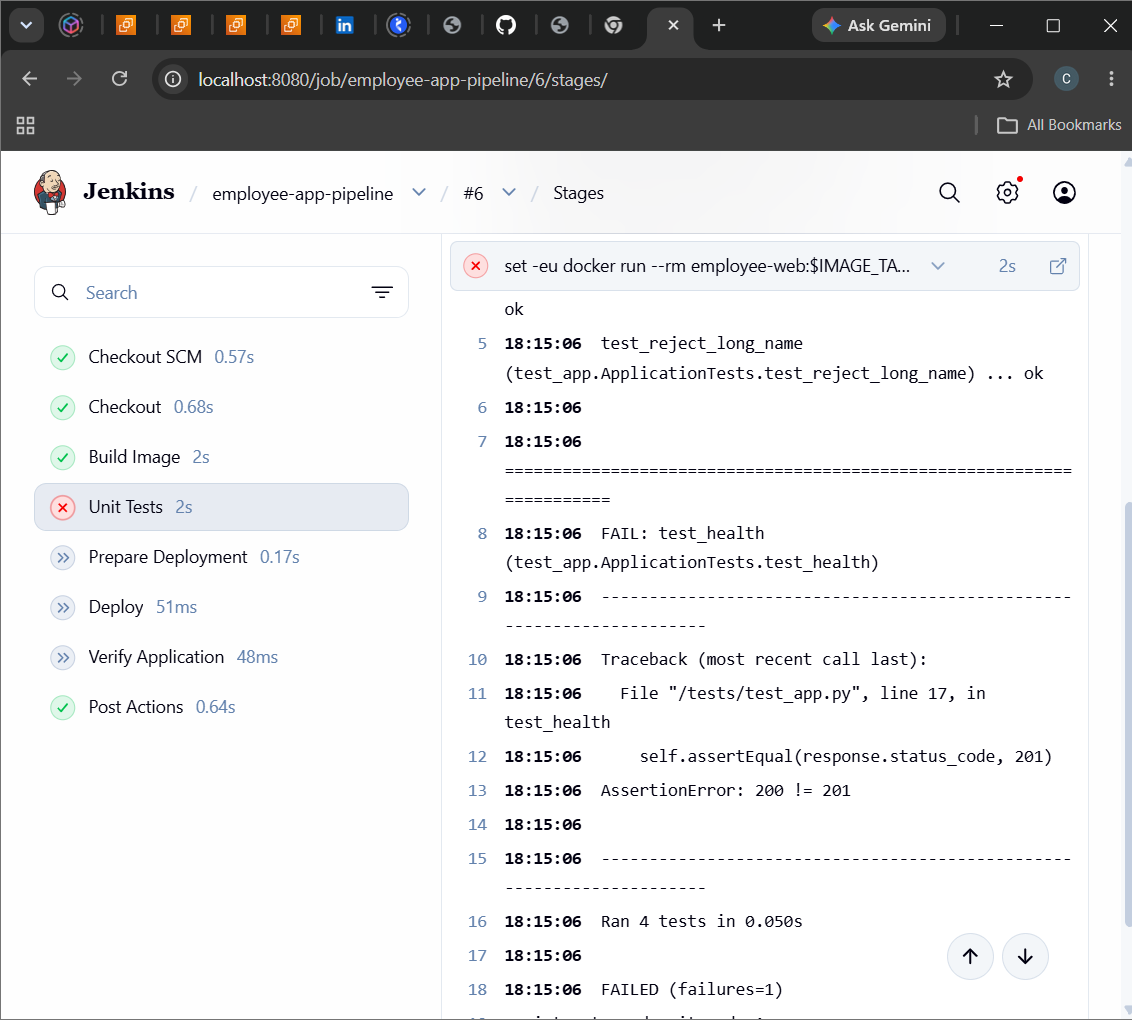 Ask Gemini
localhost:8080/job/employee-app-pipeline/6/stages/
C
All Bookmarks
Jenkins / employee-app-pipeline / #6 / Stages
Search
Checkout SCM 0.57s
Checkout 0.68s
Build Image 2s
Unit Tests 2s
Prepare Deployment 0.17s
Deploy 51ms
Verify Application 48ms
Post Actions 0.64s
set -eu docker run --rm employee-web:$IMAGE_TA... 2s
ok
5 18:15:06 test_reject_long_name
(test_app.ApplicationTests.test_reject_long_name) ... ok
6 18:15:06
7 18:15:06
===========================================================
===========
8 18:15:06 FAIL: test_health
(test_app.ApplicationTests.test_health)
9 18:15:06 -------------------------------------------------
---------------------
10 18:15:06 Traceback (most recent call last):
11 18:15:06 File "/tests/test_app.py", line 17, in
test_health
12 18:15:06 self.assertEqual(response.status_code, 201)
13 18:15:06 AssertionError: 200 != 201
14 18:15:06
15 18:15:06 -------------------------------------------------
---------------------
16 18:15:06 Ran 4 tests in 0.050s
17 18:15:06
18 18:15:06 FAILED (failures=1)